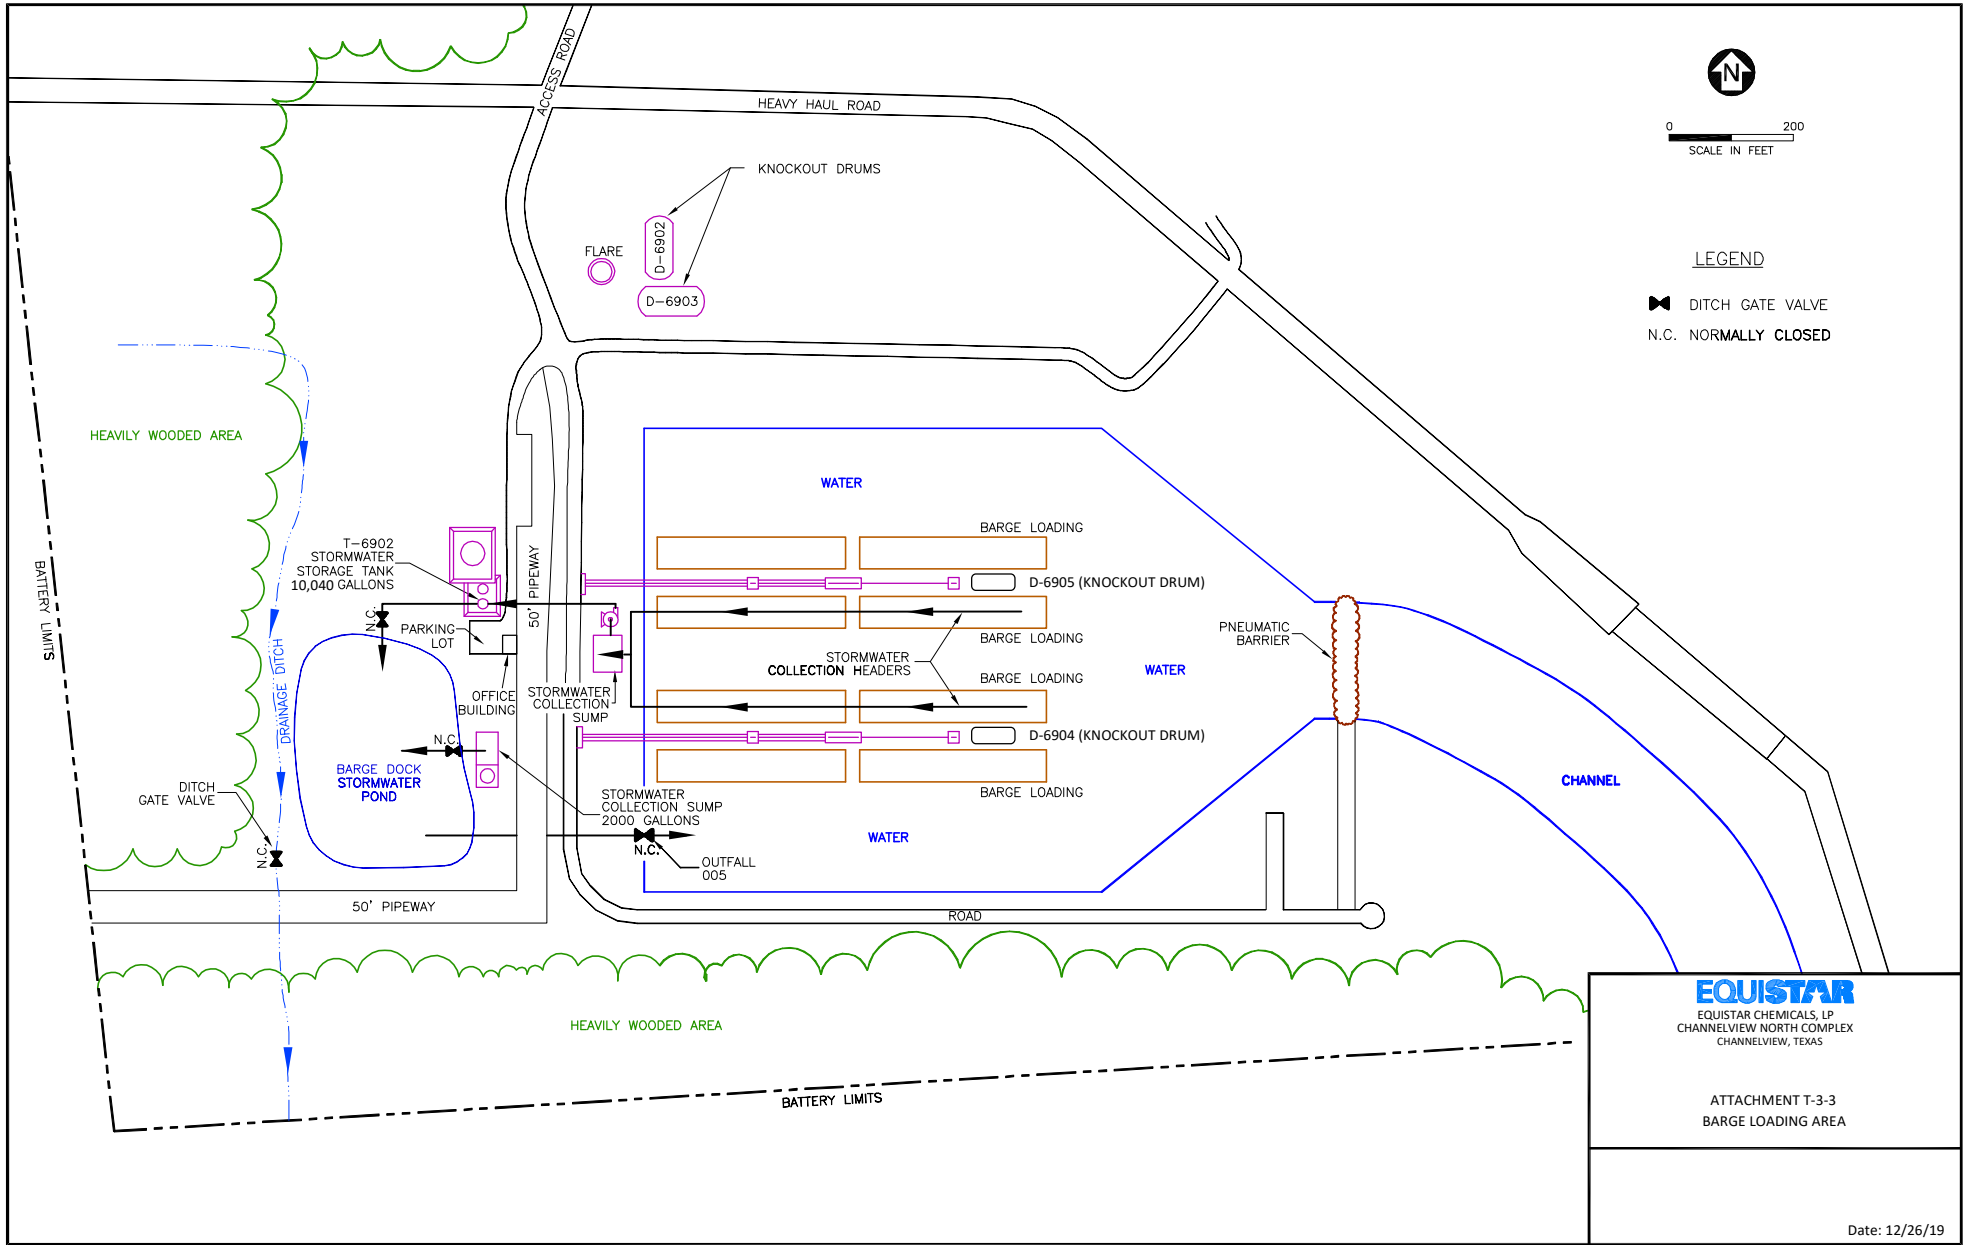 ACCESS ROAD
HEAVY HAUL ROAD
N
0 200
SCALE IN FEET
KNOCKOUT DRUMS
D-6902
FLARE
D-6903
LEGEND
DITCH GATE VALVE
N.C. NORMALLY CLOSED
HEAVILY WOODED AREA
WATER
BARGE LOADING
T-6902
STORMWATER
STORAGE TANK
10,040 GALLONS
50' PIPEWAY
D-6905 (KNOCKOUT DRUM)
BATTERY LIMITS
N.C.
PARKING
LOT
BARGE LOADING
PNEUMATIC
BARRIER
DRAINAGE DITCH
STORMWATER
COLLECTION HEADERS
WATER
BARGE LOADING
OFFICE
BUILDING
STORMWATER
COLLECTION
SUMP
D-6904 (KNOCKOUT DRUM)
N.C.
BARGE DOCK
STORMWATER
POND
CHANNEL
DITCH
GATE VALVE
STORMWATER
COLLECTION SUMP
2000 GALLONS
BARGE LOADING
WATER
N.C.
N.C.
OUTFALL
005
50' PIPEWAY
ROAD
HEAVILY WOODED AREA
BATTERY LIMITS
EQUISTAR
EQUISTAR CHEMICALS, LP
CHANNELVIEW NORTH COMPLEX
CHANNELVIEW, TEXAS
ATTACHMENT T-3-3
BARGE LOADING AREA
Date: 12/26/19